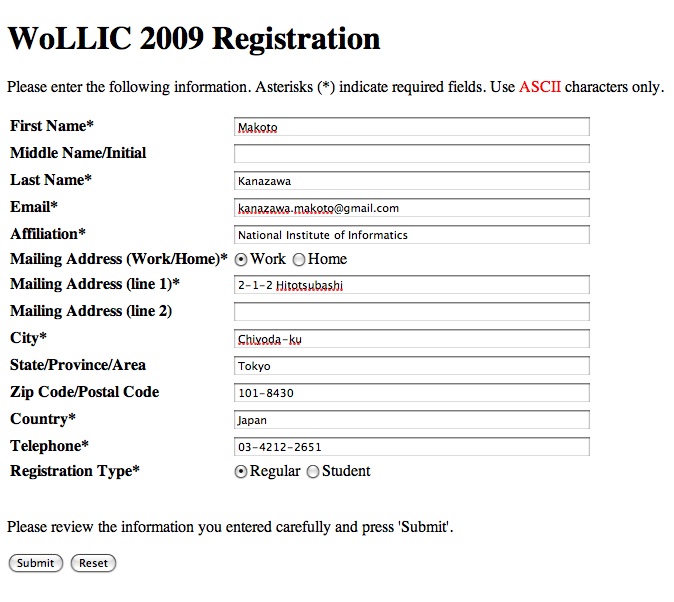 WoLLIC 2009 Registration
Please enter the following information. Asterisks (*) indicate required fields. Use ASCII characters only.
First Name* Makoto
Middle Name/Initial
Last Name* Kanazawa
Email* kanazawa.makoto@gmail.com
Affiliation* National Institute of Informatics
Mailing Address (Work/Home)* Work Home
Mailing Address (line 1)* 2-1-2 Hitotsubashi
Mailing Address (line 2)
City* Chiyoda-ku
State/Province/Area Tokyo
Zip Code/Postal Code 101-8430
Country* Japan
Telephone* 03-4212-2651
Registration Type* Regular Student
Please review the information you entered carefully and press 'Submit'.
Submit Reset